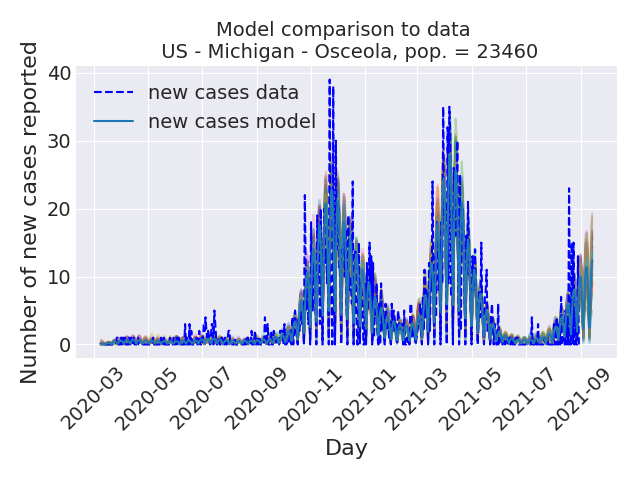 Model comparison to data
US - Michigan - Osceola, pop. = 23460
Number of new cases reported
40
30
20
10
0
new cases data
new cases model
2020-03
2020-05
2020-07
2020-09
2020-11
2021-01
2021-03
2021-05
2021-07
2021-09
Day